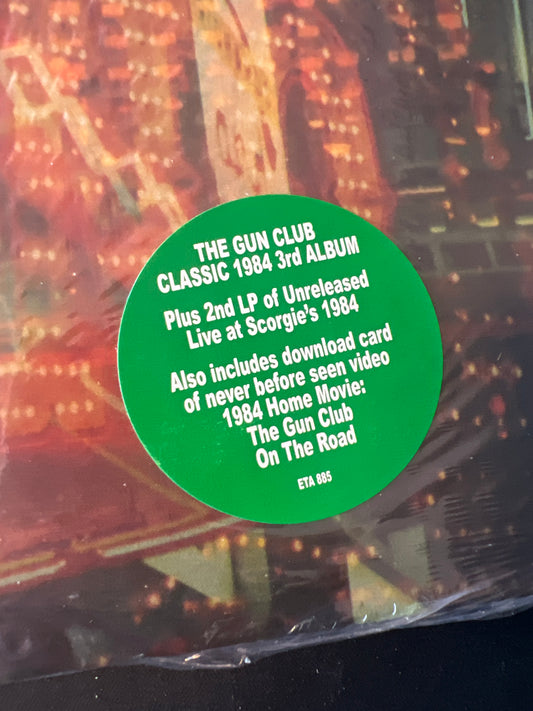 THE GUN CLUB
CLASSIC 1984 3rd ALBUM
Plus 2nd LP of Unreleased
Live at Scorgie's 1984
Also includes download card
of never before seen video
1984 Home Movie:
The Gun Club
On The Road
ETA 885